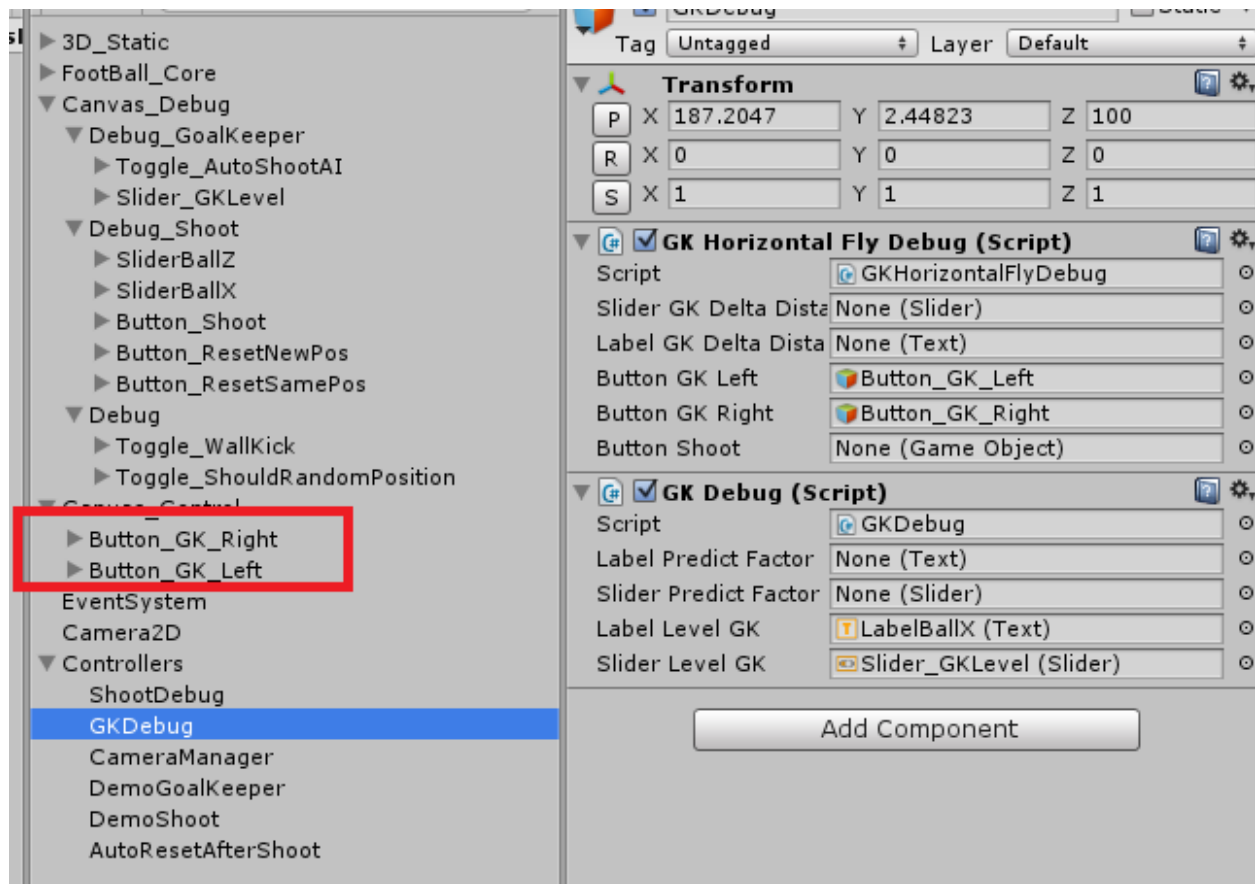 3D_Static
FootBall_Core
Canvas_Debug
Debug_GoalKeeper
Toggle_AutoShootAI
Slider_GKLevel
Debug_Shoot
SliderBallZ
SliderBallX
Button_Shoot
Button_ResetNewPos
Button_ResetSamePos
Debug
Toggle_WallKick
Toggle_ShouldRandomPosition
Canvas_Control
Button_GK_Right
Button_GK_Left
EventSystem
Camera2D
Controllers
ShootDebug
GKDebug
CameraManager
DemoGoalKeeper
DemoShoot
AutoResetAfterShoot
GKDebug Static
Tag Untagged Layer Default
Transform
P X 187.2047 Y 2.44823 Z 100
R X 0 Y 0 Z 0
S X 1 Y 1 Z 1
GK Horizontal Fly Debug (Script)
Script GKHorizontalFlyDebug
Slider GK Delta Dista None (Slider)
Label GK Delta Dista None (Text)
Button GK Left Button_GK_Left
Button GK Right Button_GK_Right
Button Shoot None (Game Object)
GK Debug (Script)
Script GKDebug
Label Predict Factor None (Text)
Slider Predict Factor None (Slider)
Label Level GK LabelBallX (Text)
Slider Level GK Slider_GKLevel (Slider)
Add Component